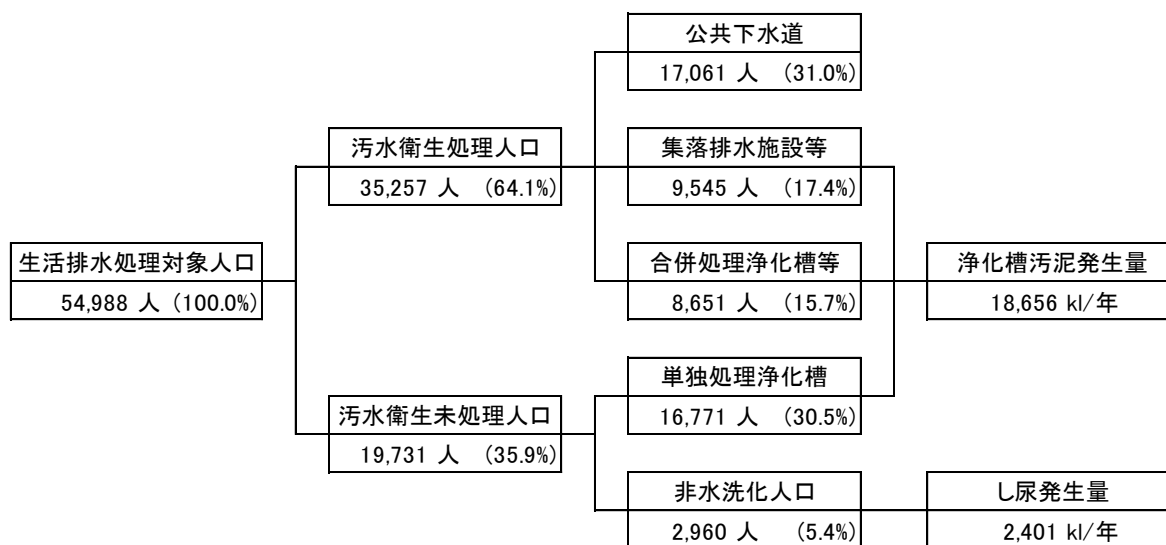 公共下水道
17,061 人 (31.0%)
汚水衛生処理人口
35,257 人 (64.1%)
集落排水施設等
9,545 人 (17.4%)
生活排水処理対象人口
54,988 人 (100.0%)
合併処理浄化槽等
8,651 人 (15.7%)
浄化槽汚泥発生量
18,656 kl/年
汚水衛生未処理人口
19,731 人 (35.9%)
単独処理浄化槽
16,771 人 (30.5%)
非水洗化人口
2,960 人 (5.4%)
し尿発生量
2,401 kl/年